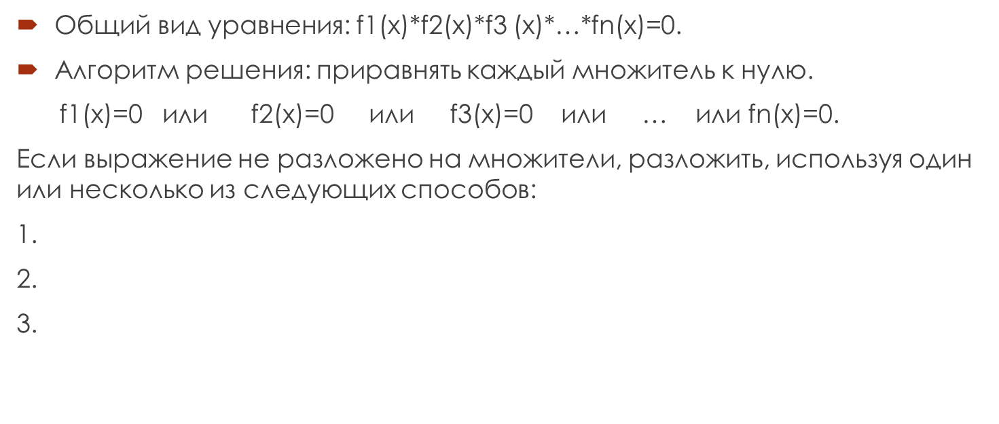 Общий вид уравнения: f1(x)*f2(x)*f3 (x)*…*fn(x)=0.
Алгоритм решения: приравнять каждый множитель к нулю.
f1(x)=0 или f2(x)=0 или f3(x)=0 или … или fn(x)=0.
Если выражение не разложено на множители, разложить, используя один
или несколько из следующих способов:
1.
2.
3.